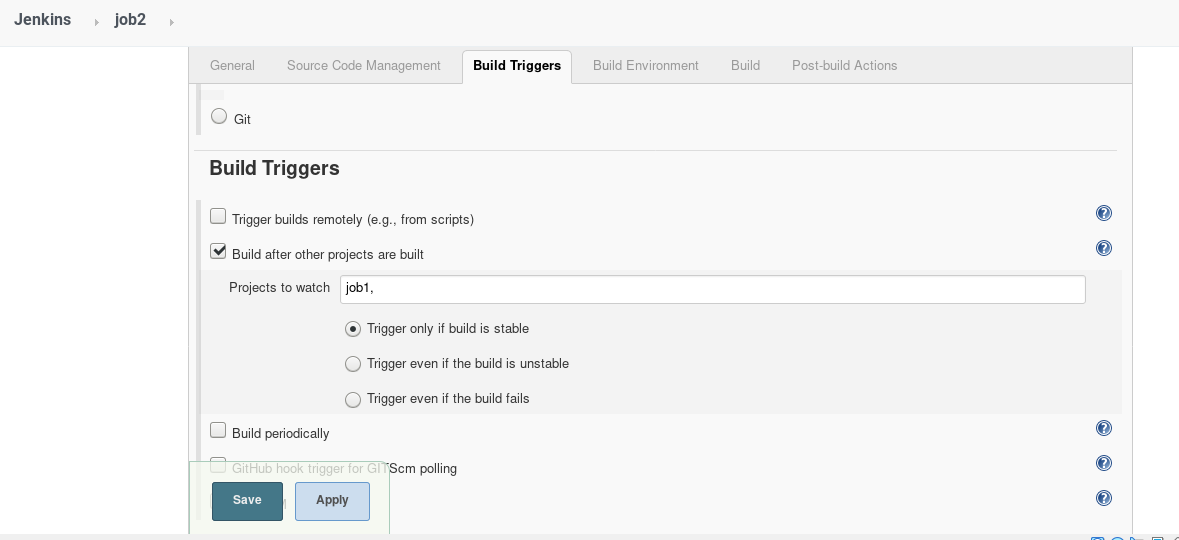 Jenkins job2
General Source Code Management Build Triggers Build Environment Build Post-build Actions
Git
Build Triggers
Trigger builds remotely (e.g., from scripts)
Build after other projects are built
Projects to watch job1,
Trigger only if build is stable
Trigger even if the build is unstable
Trigger even if the build fails
Build periodically
GitHub hook trigger for GITScm polling
Save Apply